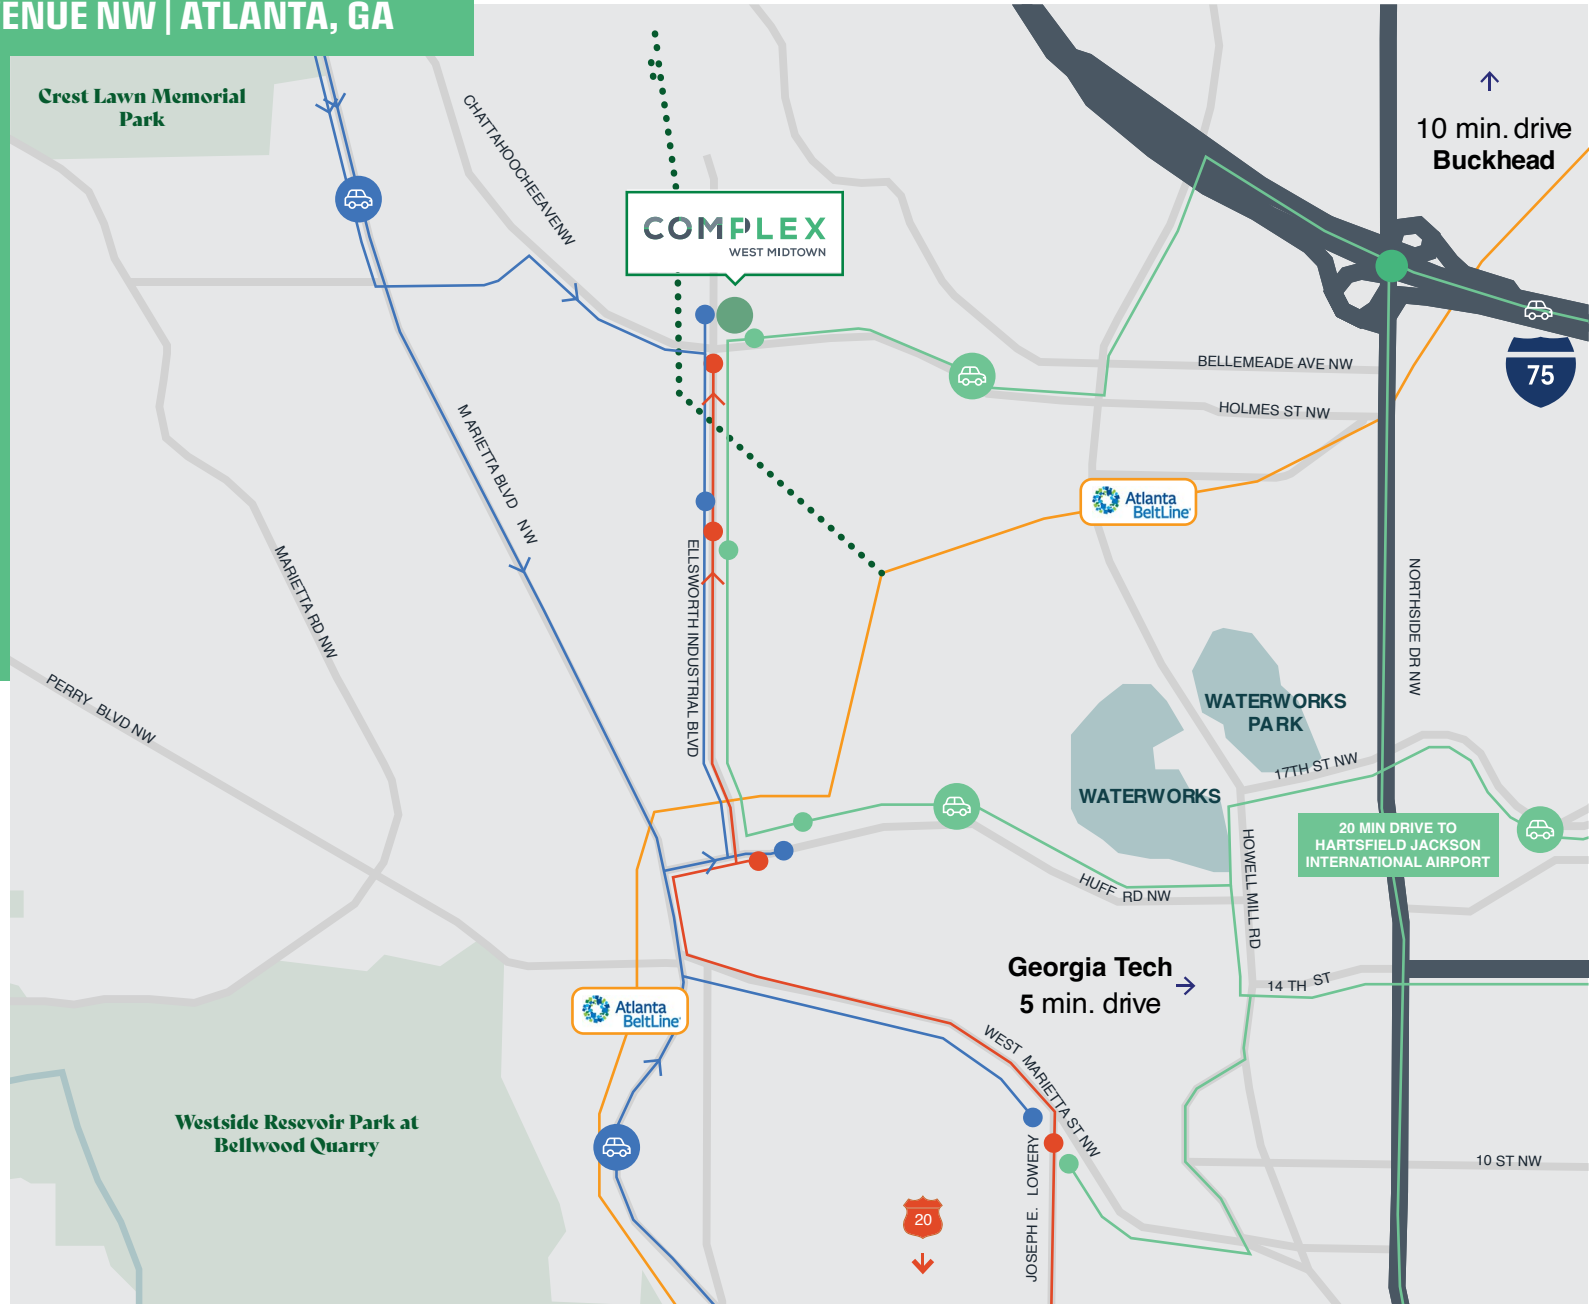 ENUE NW | ATLANTA, GA
Crest Lawn Memorial
Park
CHATTAHOOCHEEAVENW
10 min. drive
Buckhead
COMPLEX
WEST MIDTOWN
75
BELLEMEADE AVE NW
HOLMES ST NW
MARIETTA BLVD NW
Atlanta
BeltLine
ELLSWORTH INDUSTRIAL BLVD
MARIETTA RD NW
NORTHSIDE DR NW
PERRY BLVD NW
WATERWORKS
PARK
17TH ST NW
WATERWORKS
20 MIN DRIVE TO
HARTSFIELD JACKSON
INTERNATIONAL AIRPORT
HOWELL MILL RD
HUFF RD NW
Georgia Tech
5 min. drive
14 TH ST
Atlanta
BeltLine
WEST MARIETTA ST NW
Westside Resevoir Park at
Bellwood Quarry
JOSEPH E. LOWERY
10 ST NW
20